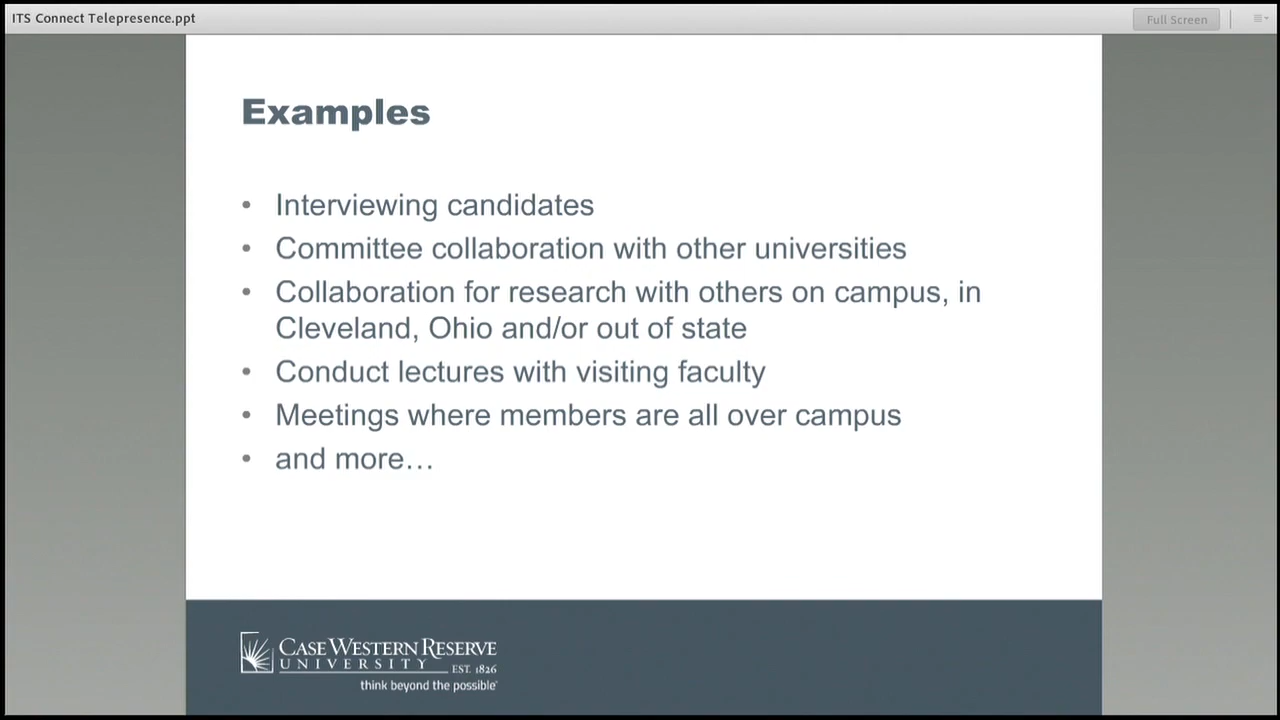 ITS Connect Telepresence.ppt
Full Screen
Examples
• Interviewing candidates
• Committee collaboration with other universities
• Collaboration for research with others on campus, in
Cleveland, Ohio and/or out of state
• Conduct lectures with visiting faculty
• Meetings where members are all over campus
• and more…
CASE WESTERN RESERVE
UNIVERSITY EST. 1826
think beyond the possible™